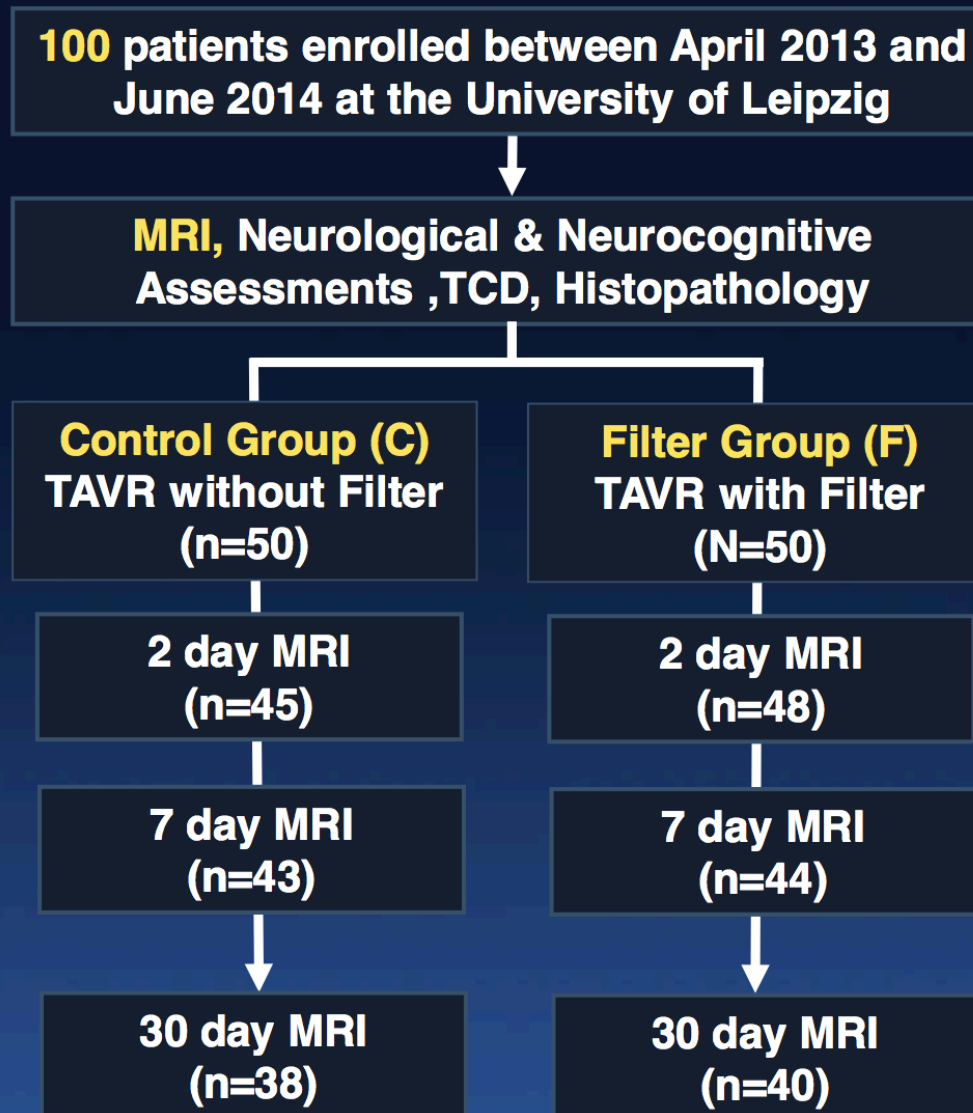 100 patients enrolled between April 2013 and
June 2014 at the University of Leipzig
MRI, Neurological & Neurocognitive
Assessments ,TCD, Histopathology
Control Group (C)
TAVR without Filter
(n=50)
Filter Group (F)
TAVR with Filter
(N=50)
2 day MRI
(n=45)
2 day MRI
(n=48)
7 day MRI
(n=43)
7 day MRI
(n=44)
30 day MRI
(n=38)
30 day MRI
(n=40)